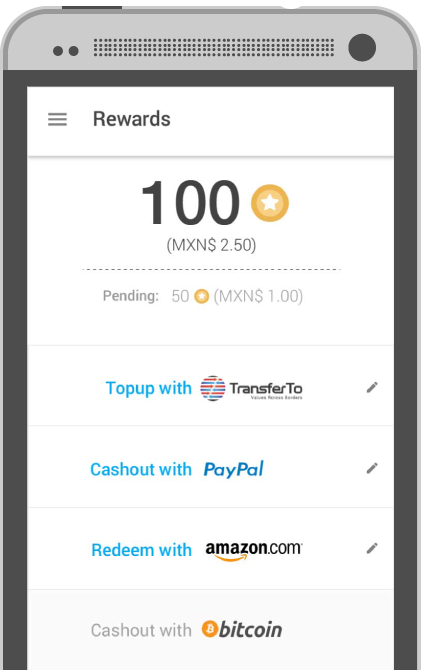 Rewards
100
(MXN$ 2.50)
Pending: 50 (MXN$ 1.00)
Topup with TransferTo
Values Across Borders
Cashout with PayPal
Redeem with amazon.com
Cashout with bitcoin